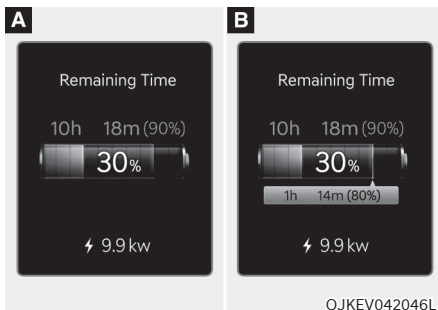 A
Remaining Time
10h 18m (90%)
30%
9.9 kw
B
Remaining Time
10h 18m (90%)
30%
1h 14m (80%)
9.9 kw
OJKEV042046L